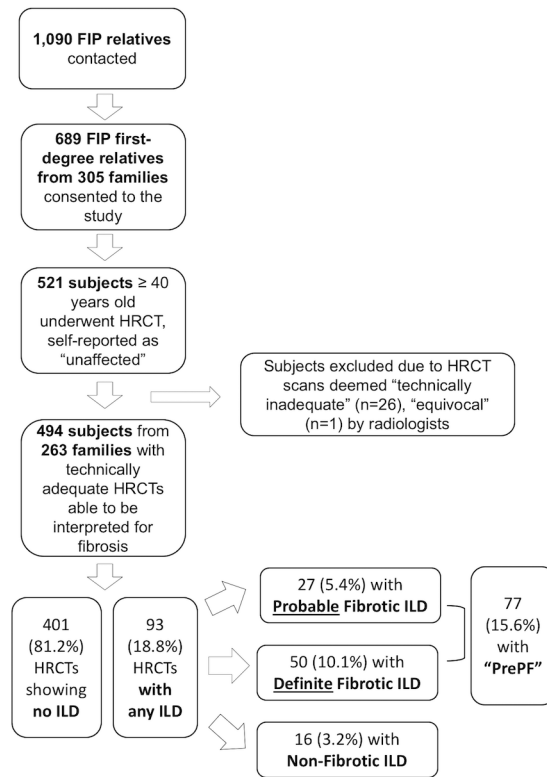 1,090 FIP relatives
contacted
689 FIP first-
degree relatives
from 305 families
consented to the
study
521 subjects ≥ 40
years old
underwent HRCT,
self-reported as
“unaffected”
Subjects excluded due to HRCT
scans deemed “technically
inadequate” (n=26), “equivocal”
(n=1) by radiologists
494 subjects from
263 families with
technically
adequate HRCTs
able to be
interpreted for
fibrosis
401
(81.2%)
HRCTs
showing
no ILD
93
(18.8%)
HRCTs
with
any ILD
27 (5.4%) with
Probable Fibrotic ILD
50 (10.1%) with
Definite Fibrotic ILD
16 (3.2%) with
Non-Fibrotic ILD
77
(15.6%)
with
“PrePF”